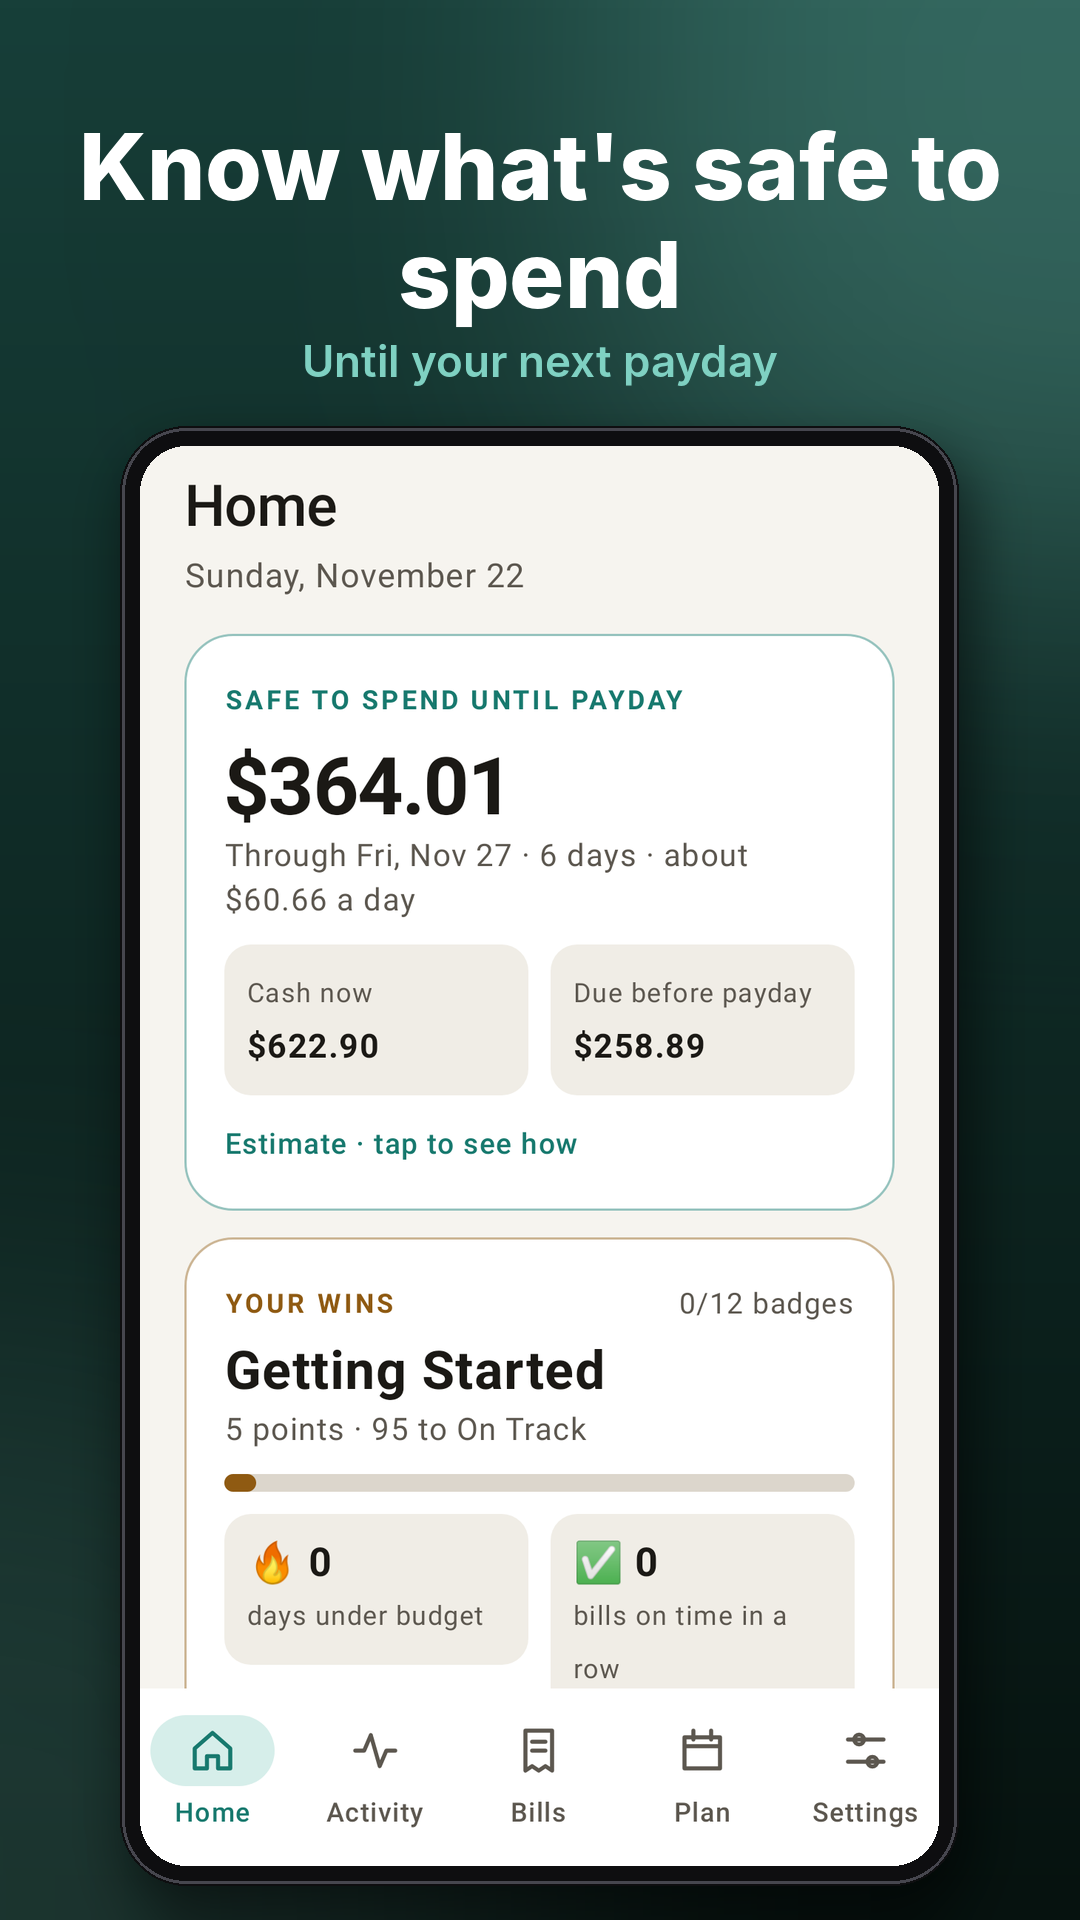 Know what's safe to
spend
Until your next payday
Home
Sunday, November 22
SAFE TO SPEND UNTIL PAYDAY
$364.01
Through Fri, Nov 27 · 6 days · about
$60.66 a day
Cash now
$622.90
Due before payday
$258.89
Estimate · tap to see how
YOUR WINS
0/12 badges
Getting Started
5 points · 95 to On Track
🔥 0
days under budget
✅ 0
bills on time in a
row
Home
Activity
Bills
Plan
Settings